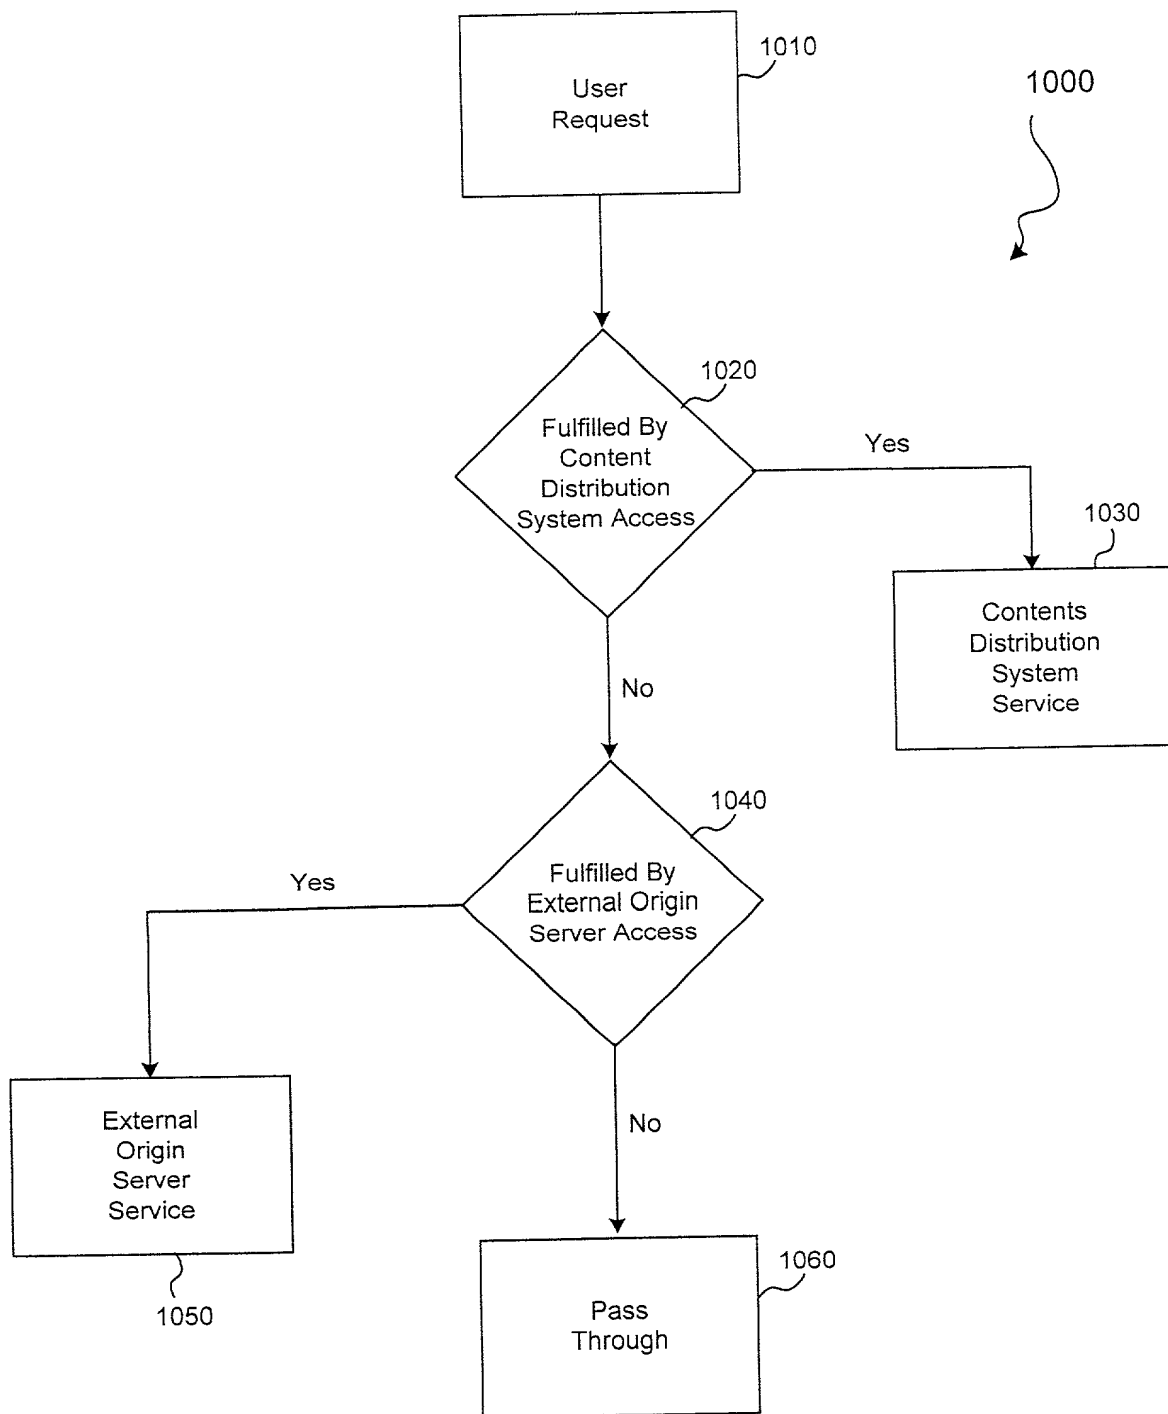 1010
User
Request
1000
1020
Fulfilled By
Content
Distribution
System Access
Yes
1030
Contents
Distribution
System
Service
No
1040
Fulfilled By
External Origin
Server Access
Yes
External
Origin
Server
Service
1050
No
1060
Pass
Through